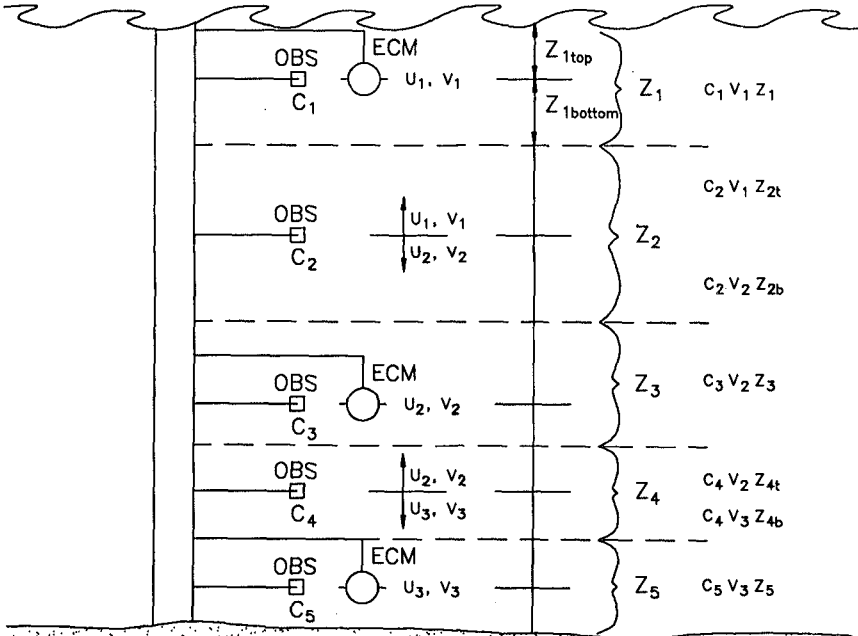 OBS
C₁
ECM
U₁, V₁
Z₁top
Z₁bottom
Z₁
C₁ V₁ Z₁
OBS
C₂
U₁, V₁
U₂, V₂
Z₂
C₂ V₁ Z₂t
C₂ V₂ Z₂b
OBS
C₃
ECM
U₂, V₂
Z₃
C₃ V₂ Z₃
OBS
C₄
U₂, V₂
U₃, V₃
Z₄
C₄ V₂ Z₄t
C₄ V₃ Z₄b
OBS
C₅
ECM
U₃, V₃
Z₅
C₅ V₃ Z₅